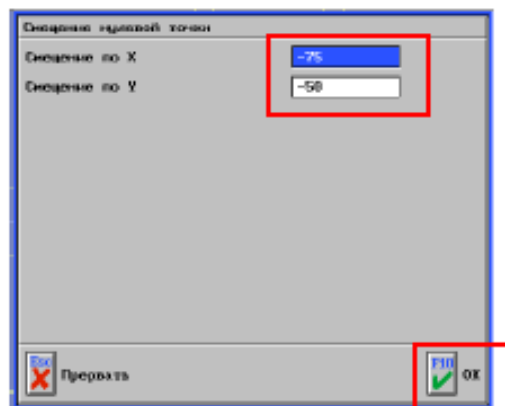 Смещение нулевой точки
Смещение по X -75
Смещение по Y -50
Esc Прервать
F10 OK